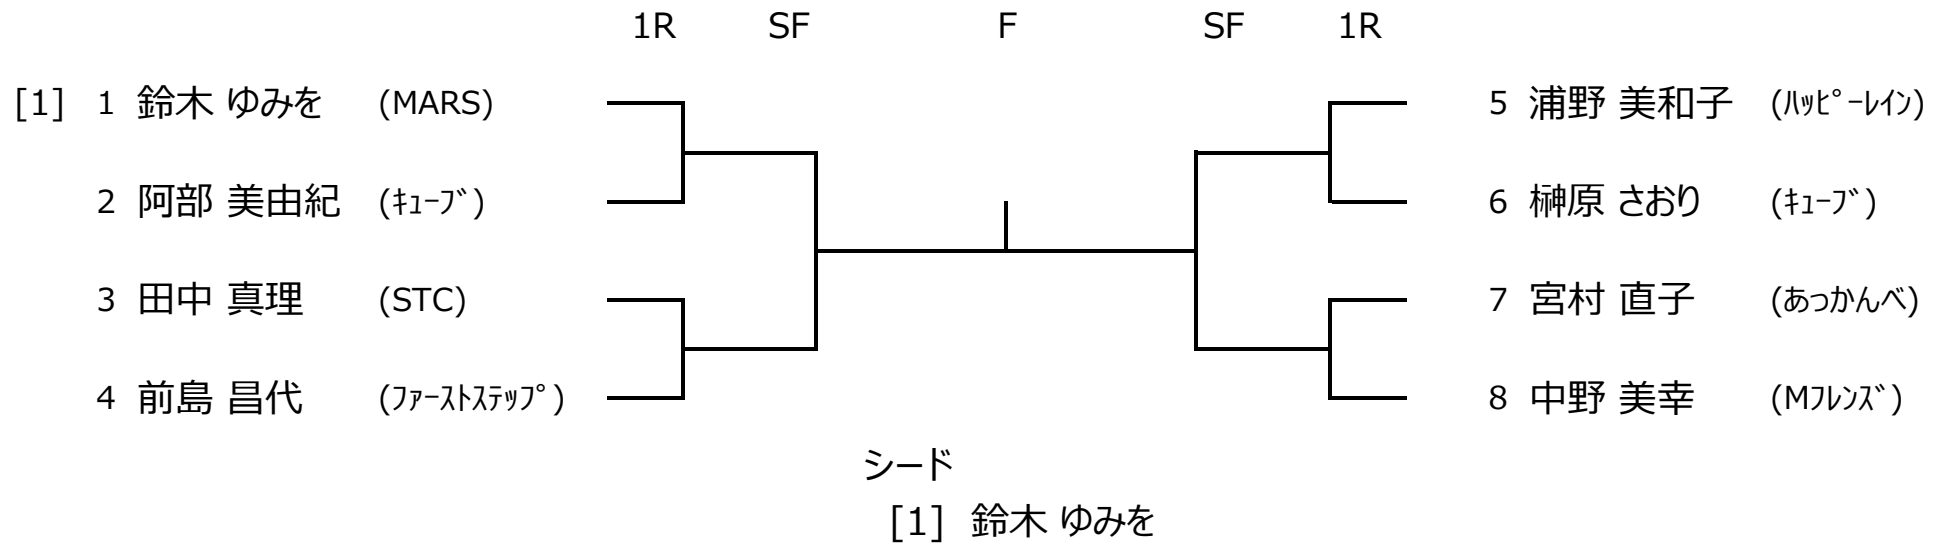 1R SF F SF 1R
[1] 1 鈴木 ゆみを (MARS) 5 浦野 美和子 (ﾊｯﾋﾟｰﾚｲﾝ)
2 阿部 美由紀 (ｷｭｰﾌﾞ) 6 榊原 さおり (ｷｭｰﾌﾞ)
3 田中 真理 (STC) 7 宮村 直子 (あっかんべ)
4 前島 昌代 (ﾌｧｰｽﾄｽﾃｯﾌﾟ) 8 中野 美幸 (Mﾌﾚﾝｽﾞ)
シード
[1] 鈴木 ゆみを